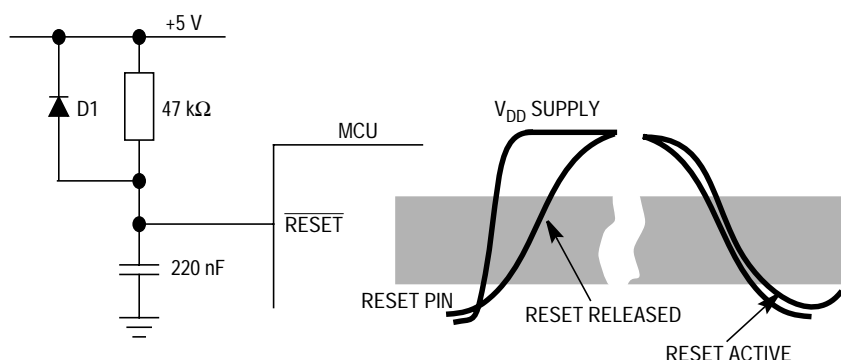 +5 V
D1
47 kΩ
MCU
RESET
220 nF
V_DD SUPPLY
RESET PIN
RESET RELEASED
RESET ACTIVE